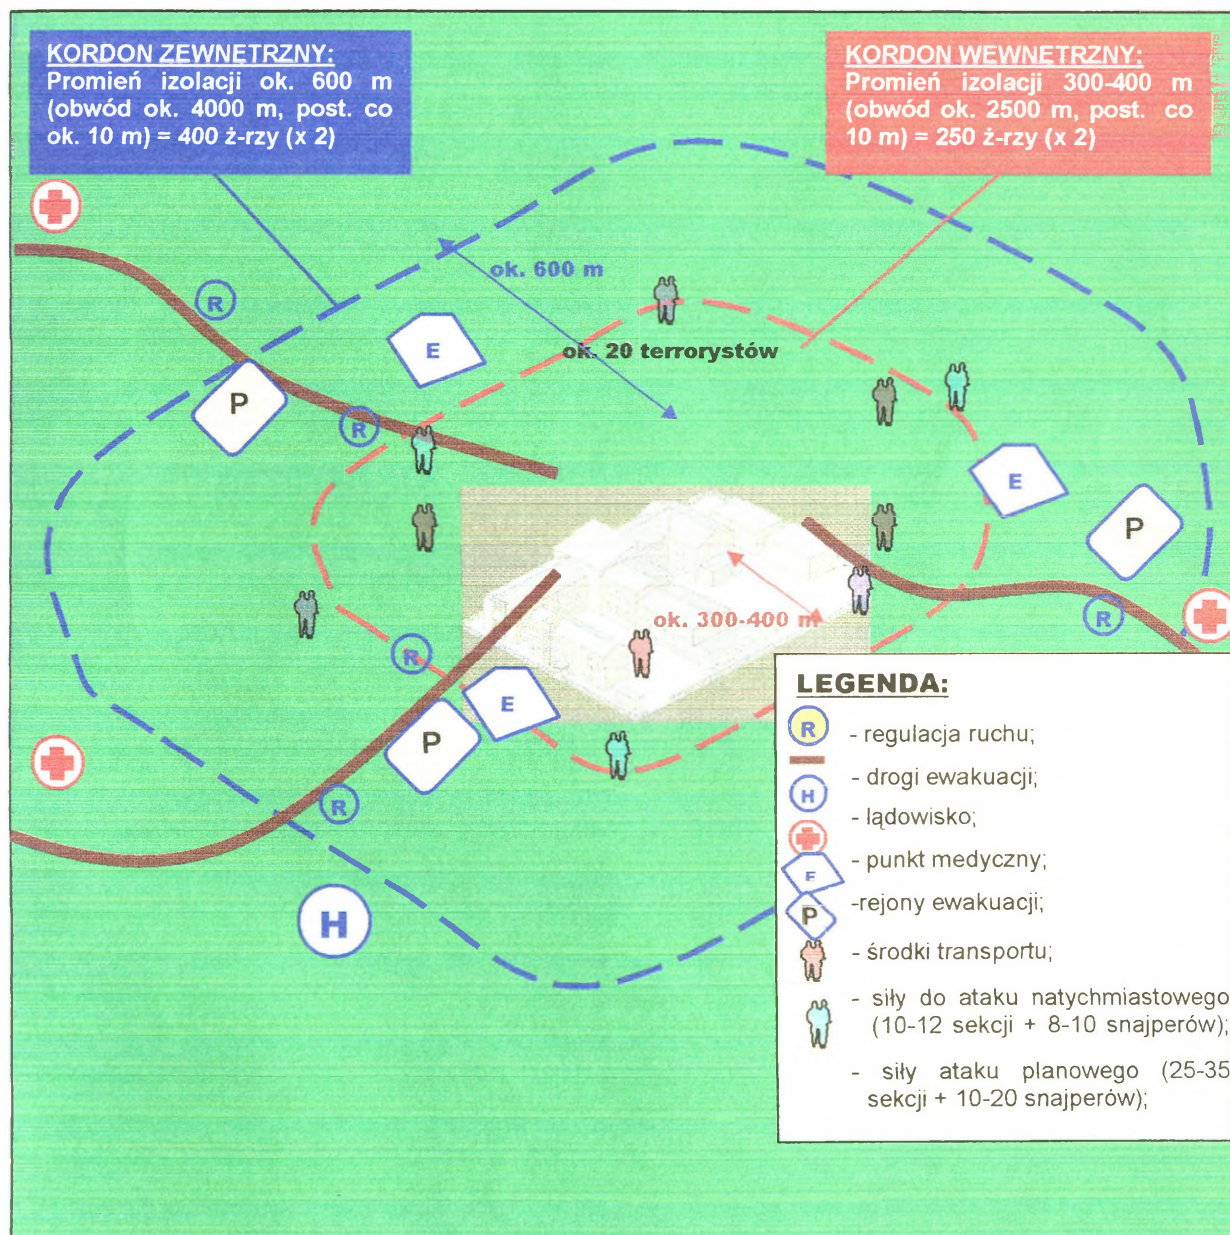 KORDON ZEWNĘTRZNY:
Promień izolacji ok. 600 m
(obwód ok. 4000 m, post. co
ok. 10 m) = 400 ż-rzy (x 2)
KORDON WEWNĘTRZNY:
Promień izolacji 300-400 m
(obwód ok. 2500 m, post. co
10 m) = 250 ż-rzy (x 2)
ok. 600 m
R
E
ok. 20 terrorystów
P
R
E
P
ok. 300-400 m
R
R
E
P
R
H
LEGENDA:
R - regulacja ruchu;
- drogi ewakuacji;
H
- lądowisko;
E - punkt medyczny;
P -rejony ewakuacji;
- środki transportu;
- siły do ataku natychmiastowego
(10-12 sekcji + 8-10 snajperów);
- siły ataku planowego (25-35
sekcji + 10-20 snajperów);